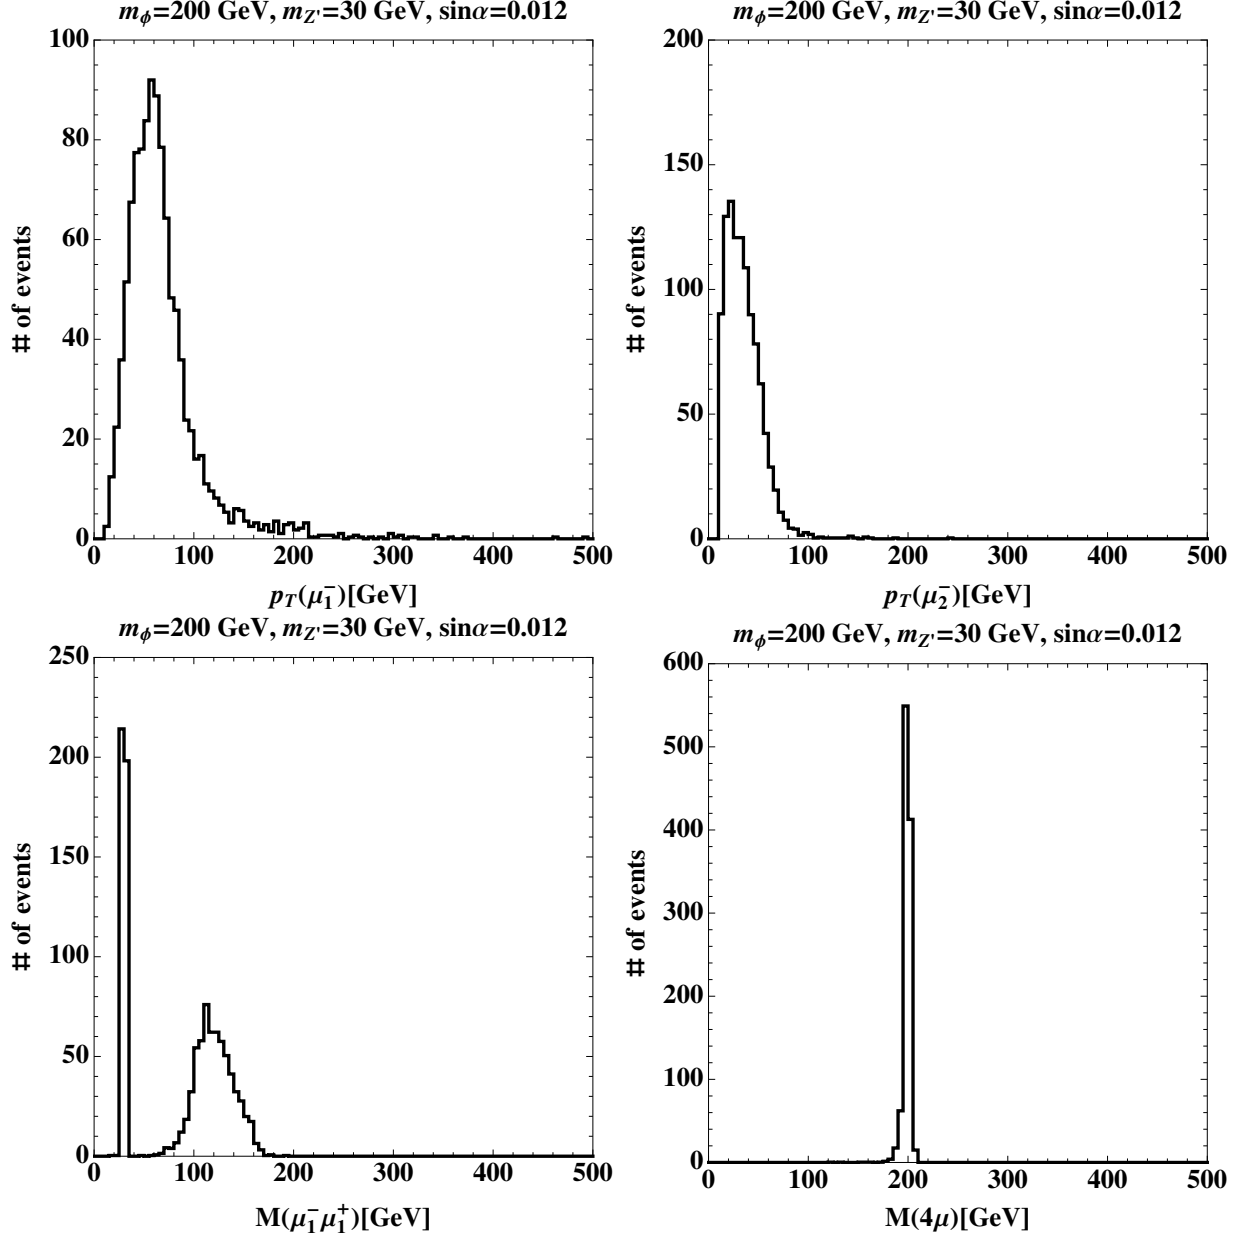 m_ϕ=200 GeV, m_Z'=30 GeV, sinα=0.012
100
80
60
40
20
0
# of events
0 100 200 300 400 500
p_T(μ_1^-)[GeV]
m_ϕ=200 GeV, m_Z'=30 GeV, sinα=0.012
200
150
100
50
0
# of events
0 100 200 300 400 500
p_T(μ_2^-)[GeV]
m_ϕ=200 GeV, m_Z'=30 GeV, sinα=0.012
250
200
150
100
50
0
# of events
0 100 200 300 400 500
M(μ_1^-μ_1^+)[GeV]
m_ϕ=200 GeV, m_Z'=30 GeV, sinα=0.012
600
500
400
300
200
100
0
# of events
0 100 200 300 400 500
M(4μ)[GeV]